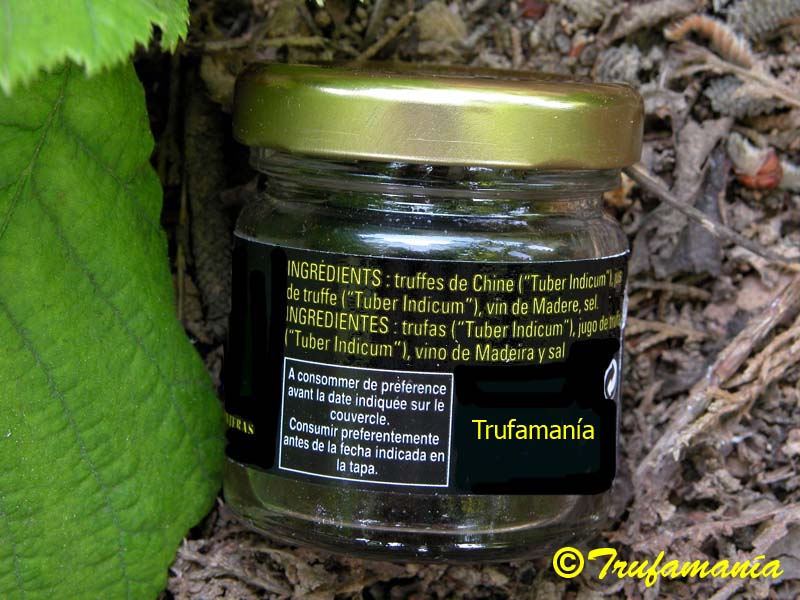 INGRÉDIENTS : truffes de Chine ("Tuber Indicum"), jus
de truffe ("Tuber Indicum"), vin de Madere, sel.
INGREDIENTES : trufas ("Tuber Indicum"), jugo de
("Tuber Indicum"), vino de Madeira y sal
A consommer de préférence
avant la date indiquée sur le
couvercle.
Consumir preferentemente
antes de la fecha indicada en
la tapa.
Trufamanía
©Trufamanía